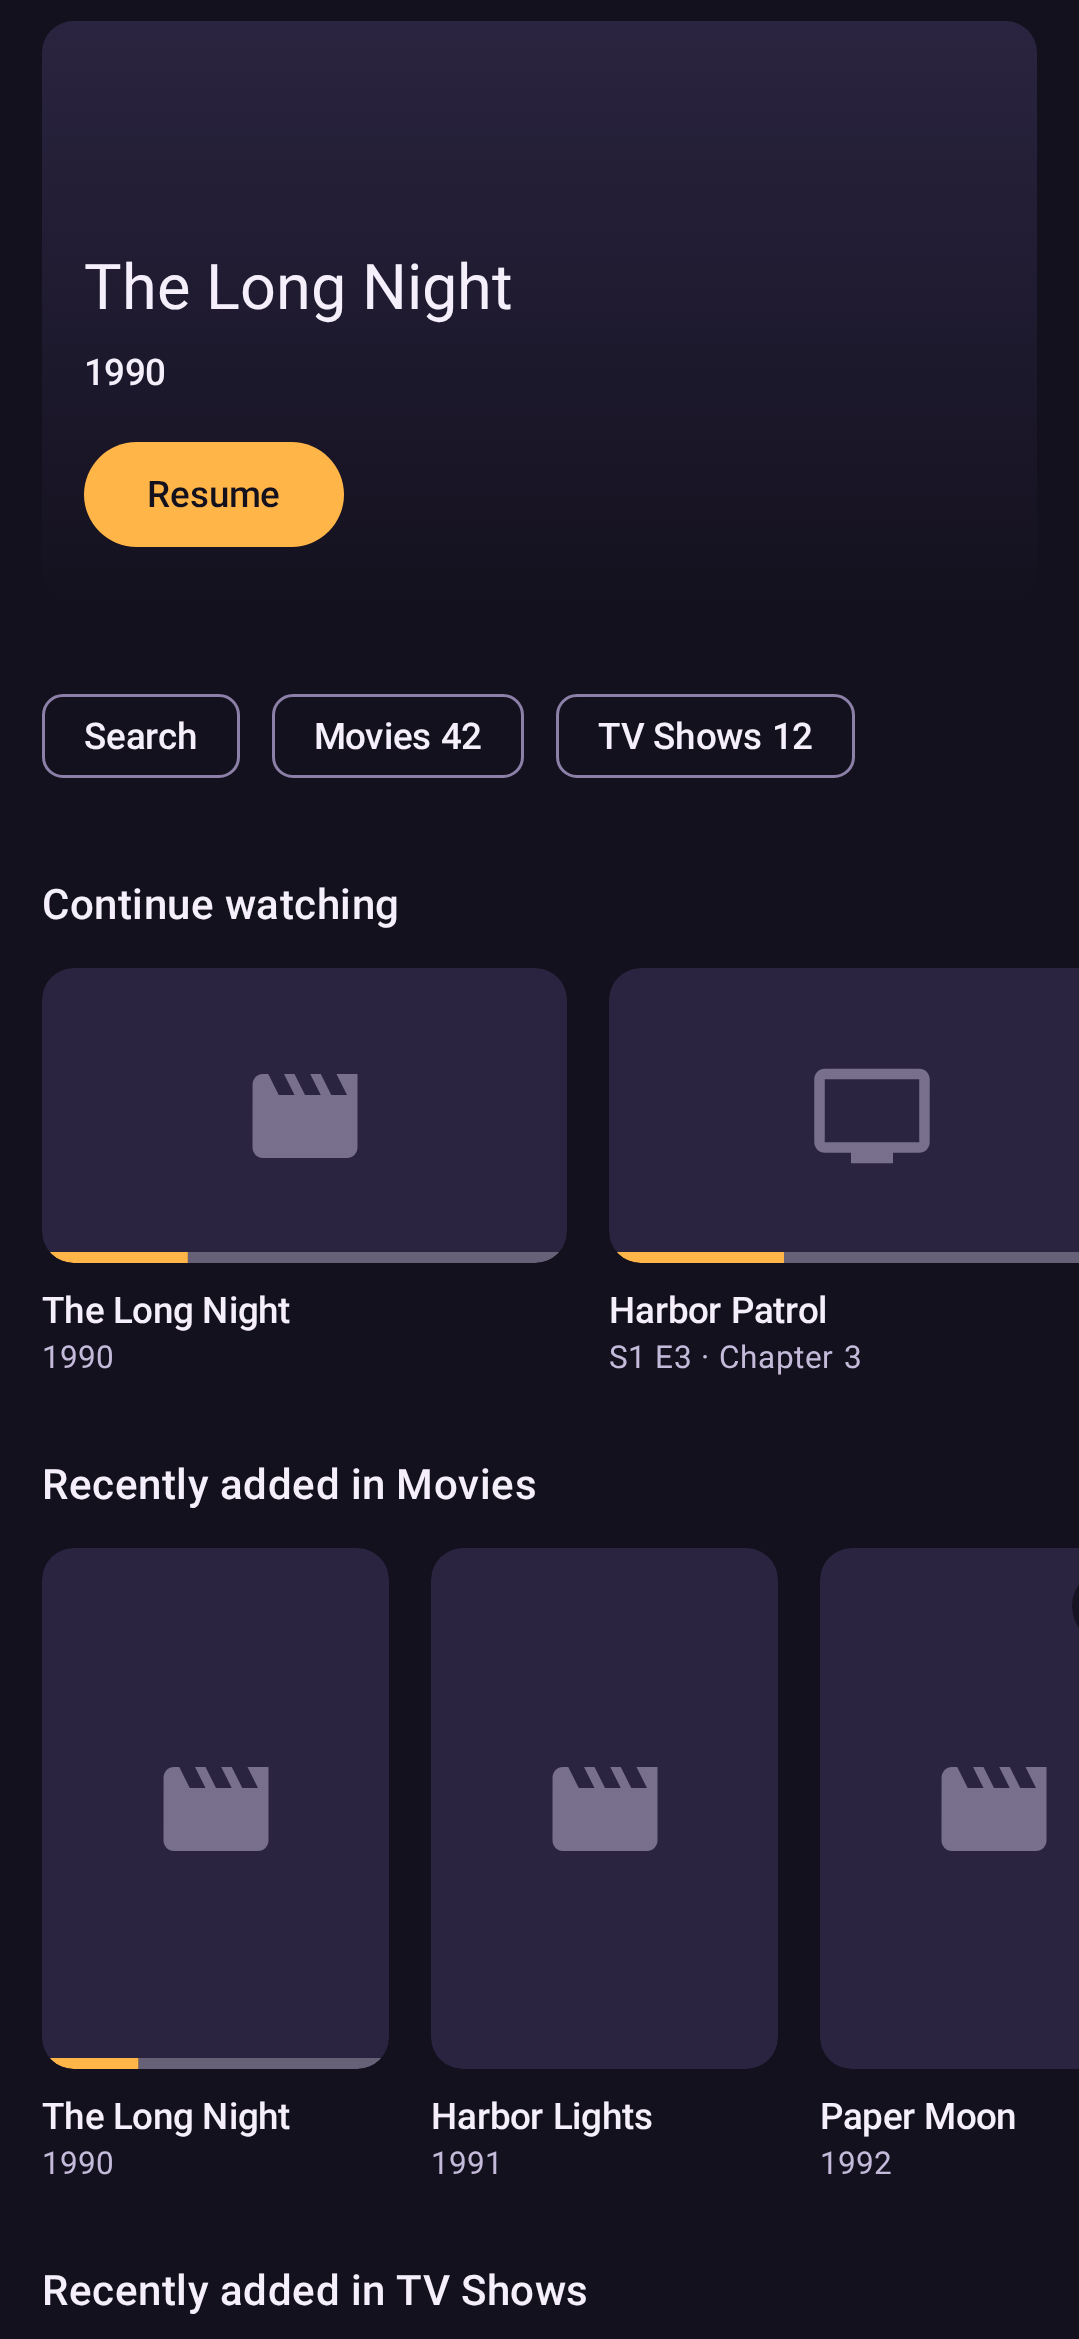 The Long Night
1990
Resume
Search
Movies 42
TV Shows 12
Continue watching
The Long Night
1990
Harbor Patrol
S1 E3 · Chapter 3
Recently added in Movies
The Long Night
1990
Harbor Lights
1991
Paper Moon
1992
Recently added in TV Shows